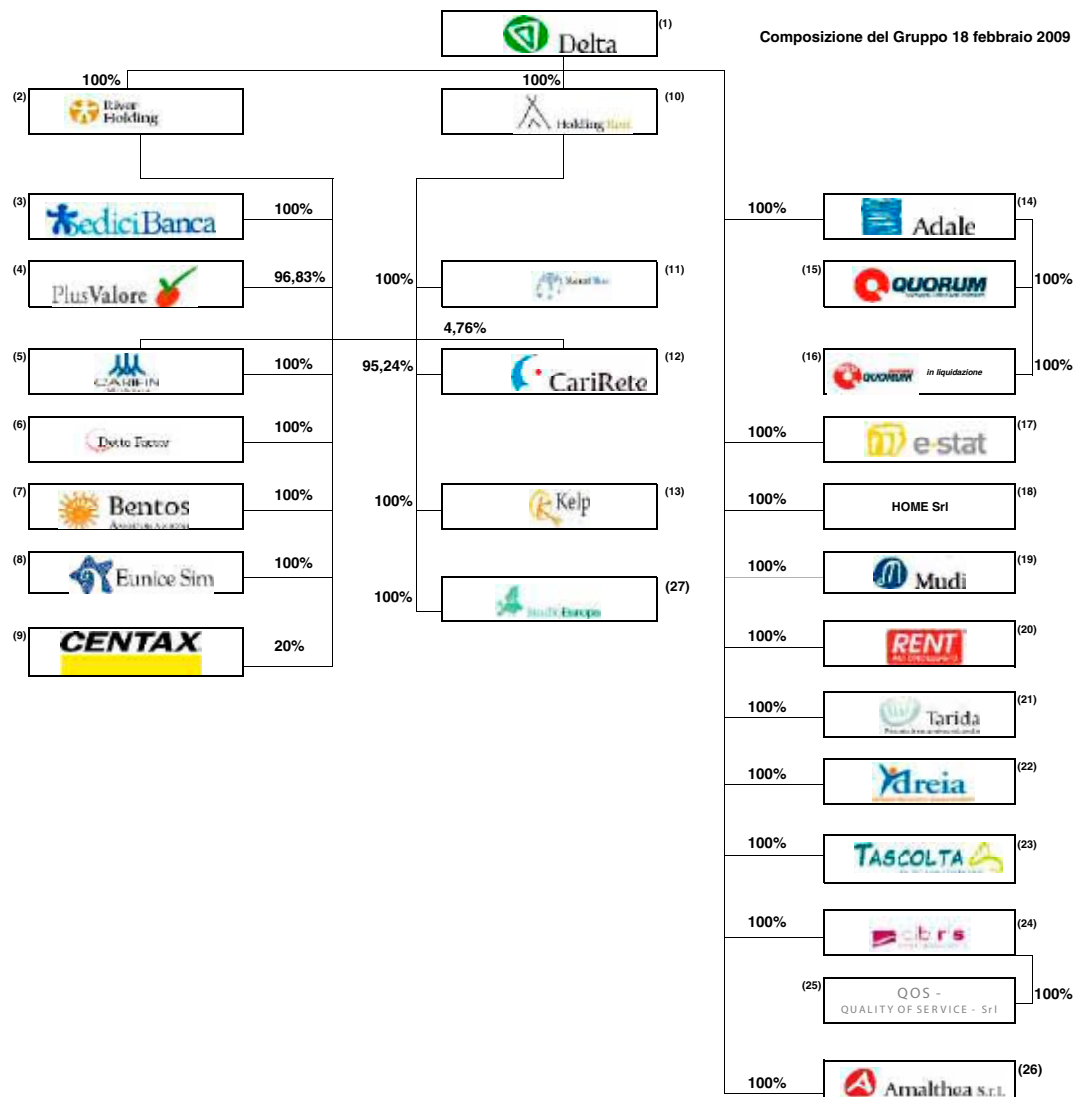 (1)
Delta
Composizione del Gruppo 18 febbraio 2009
100%
100%
(2)
River
Holding
(10)
Holding Rent
(3)
SediciBanca
100%
100%
(14)
Adale
(4)
PlusValore
96,83%
100%
(11)
(15)
QUORUM
100%
4,76%
(5)
CARIFIN
100%
95,24%
(12)
CariRete
(16)
QUORUM
in liquidazione
100%
(6)
Detto Factor
100%
100%
(17)
e-stat
(7)
Bentos
100%
100%
(13)
Kelp
100%
(18)
HOME Srl
(8)
Eunice Sim
100%
100%
(27)
100%
(19)
Mudi
(9)
CENTAX
20%
100%
(20)
RENT
100%
(21)
Tarida
100%
(22)
Ydreia
100%
(23)
TASCOLTA
100%
(24)
c.b.r's
(25)
QOS -
QUALITY OF SERVICE - Srl
100%
100%
(26)
Amalthea s.r.l.